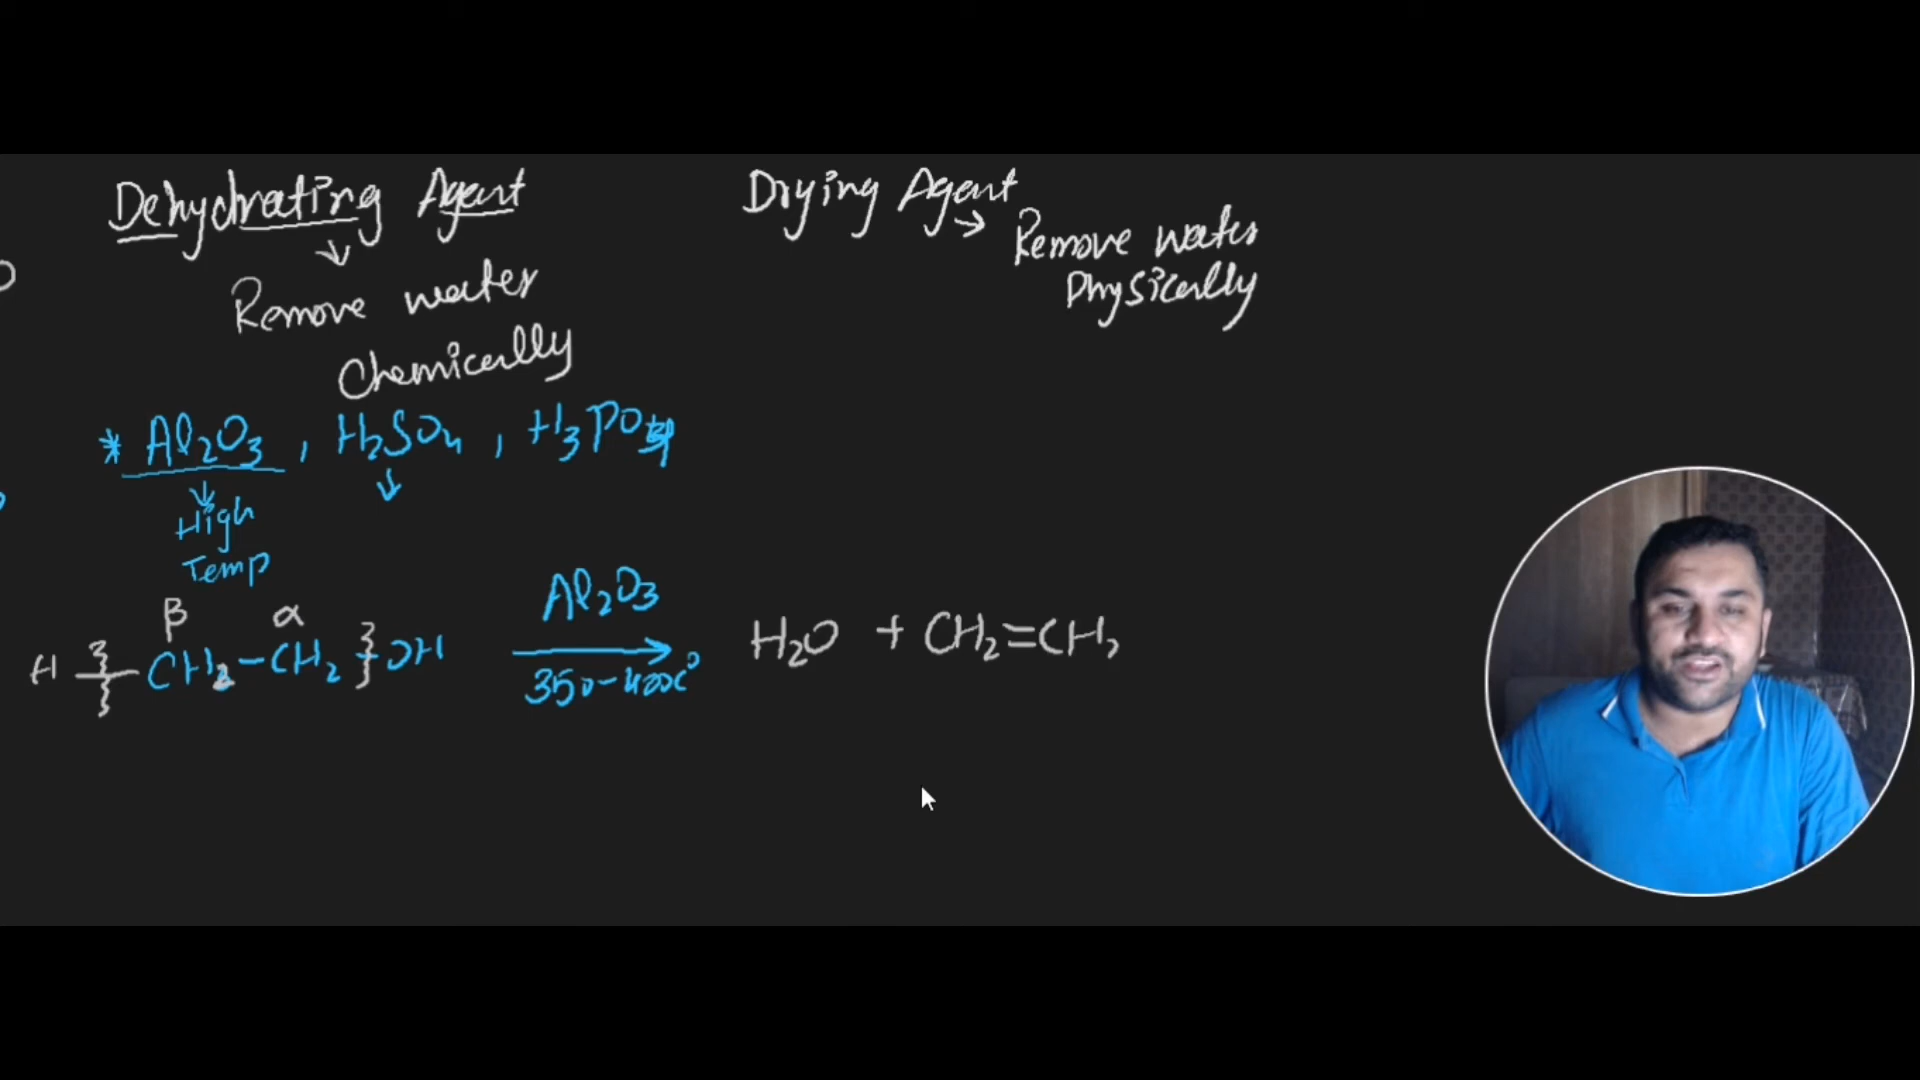 Dehydrating Agent
↓
Remove water
Chemically
* Al₂O₃ , H₂SO₄ , H₃PO₄
↓ ↓
High
Temp
β α
H — CH₂ – CH₂ – OH
Al₂O₃
→
350-400C°
H₂O + CH₂=CH₂
Drying Agent
→ Remove water
Physically